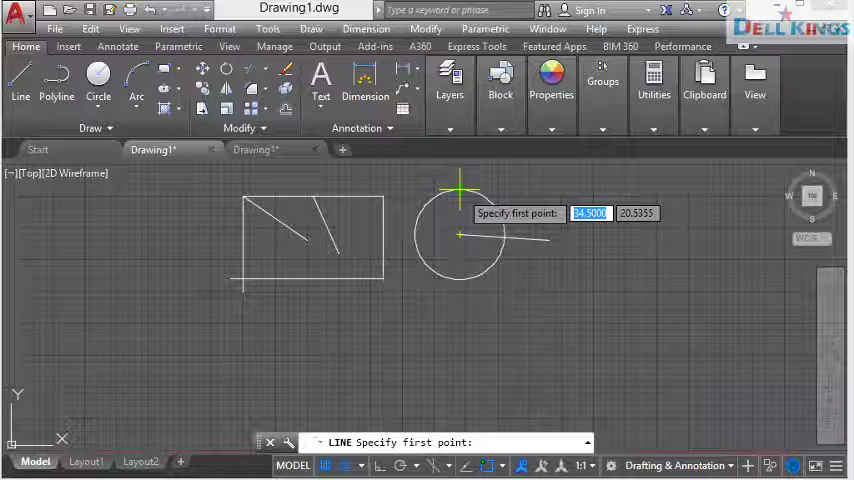 Drawing1.dwg
Type a keyword or phrase
Sign In
DELL KINGS
File Edit View Insert Format Tools Draw Dimension Modify Parametric Window Help Express
Home Insert Annotate Parametric View Manage Output Add-ins A360 Express Tools Featured Apps BIM 360 Performance
Line Polyline Circle Arc Text Dimension Layers Block Properties Groups Utilities Clipboard View
Draw Modify Annotation
Start Drawing1* Drawing1*
[−][Top][2D Wireframe]
N
W TOP E
S
WCS
Specify first point: 34.5000 20.5355
Y
X
LINE Specify first point:
Model Layout1 Layout2 + MODEL 1:1 Drafting & Annotation